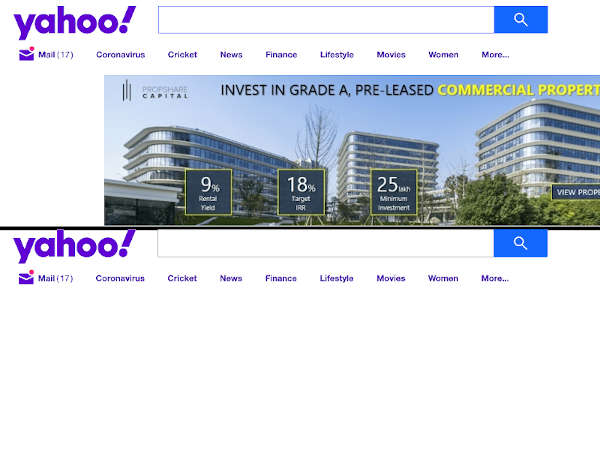 yahoo!
Mail (17) Coronavirus Cricket News Finance Lifestyle Movies Women More...
PROPSHARE
CAPITAL
INVEST IN GRADE A, PRE-LEASED COMMERCIAL PROPERT
9% 18% 25 lakh
Rental Target Minimum
Yield IRR Investment
VIEW PROPE
yahoo!
Mail (17) Coronavirus Cricket News Finance Lifestyle Movies Women More...